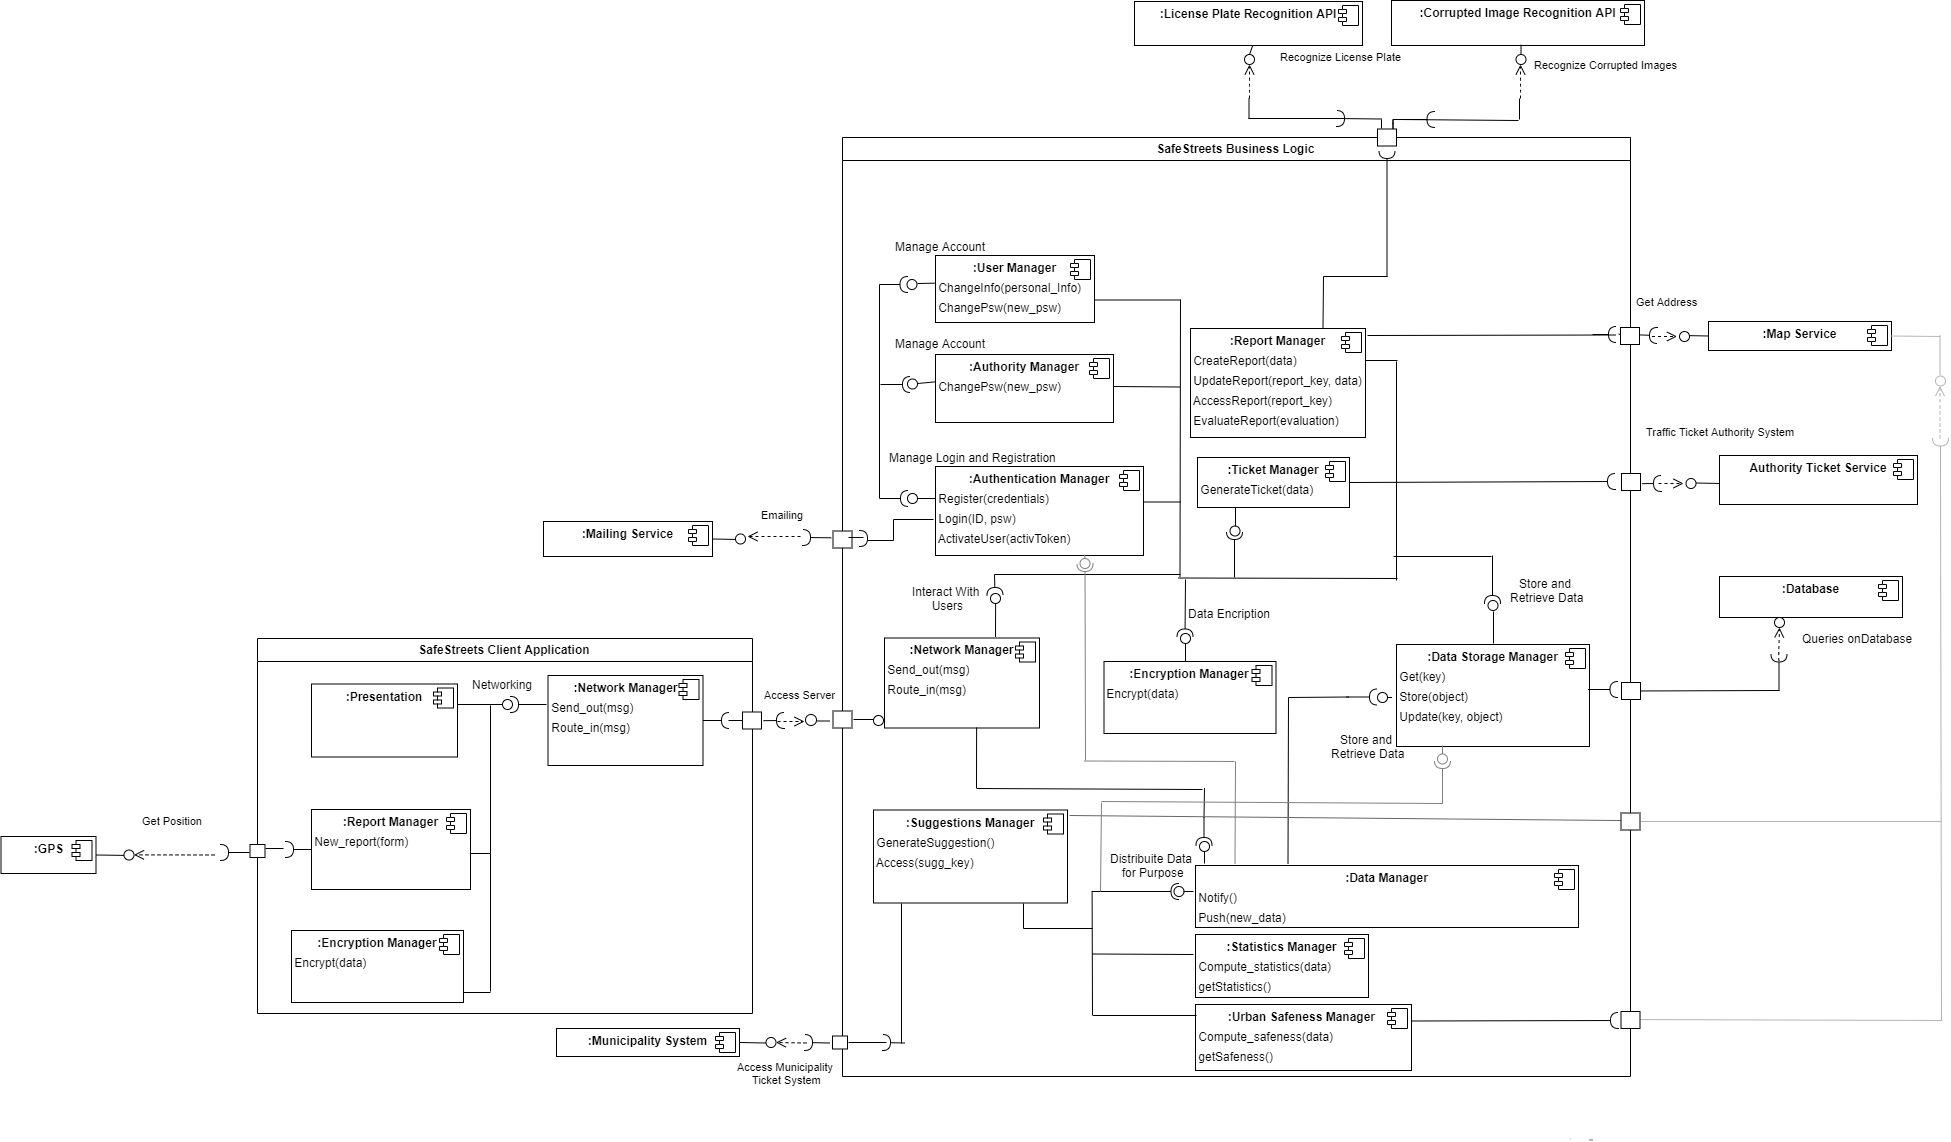 :License Plate Recognition API
:Corrupted Image Recognition API
Recognize License Plate
Recognize Corrupted Images
SafeStreets Business Logic
Manage Account
:User Manager
ChangeInfo(personal_Info)
ChangePsw(new_psw)
Manage Account
:Authority Manager
ChangePsw(new_psw)
Manage Login and Registration
:Authentication Manager
Register(credentials)
Login(ID, psw)
ActivateUser(activToken)
:Report Manager
CreateReport(data)
UpdateReport(report_key, data)
AccessReport(report_key)
EvaluateReport(evaluation)
:Ticket Manager
GenerateTicket(data)
Get Address
:Map Service
Traffic Ticket Authority System
Authority Ticket Service
Emailing
:Mailing Service
Interact With
Users
Data Encription
Store and
Retrieve Data
:Database
Queries onDatabase
SafeStreets Client Application
:Presentation
Networking
:Network Manager
Send_out(msg)
Route_in(msg)
Access Server
:Network Manager
Send_out(msg)
Route_in(msg)
:Encryption Manager
Encrypt(data)
:Data Storage Manager
Get(key)
Store(object)
Update(key, object)
Store and
Retrieve Data
Get Position
:GPS
:Report Manager
New_report(form)
:Encryption Manager
Encrypt(data)
:Suggestions Manager
GenerateSuggestion()
Access(sugg_key)
Distribuite Data
for Purpose
:Data Manager
Notify()
Push(new_data)
:Statistics Manager
Compute_statistics(data)
getStatistics()
:Urban Safeness Manager
Compute_safeness(data)
getSafeness()
:Municipality System
Access Municipality
Ticket System